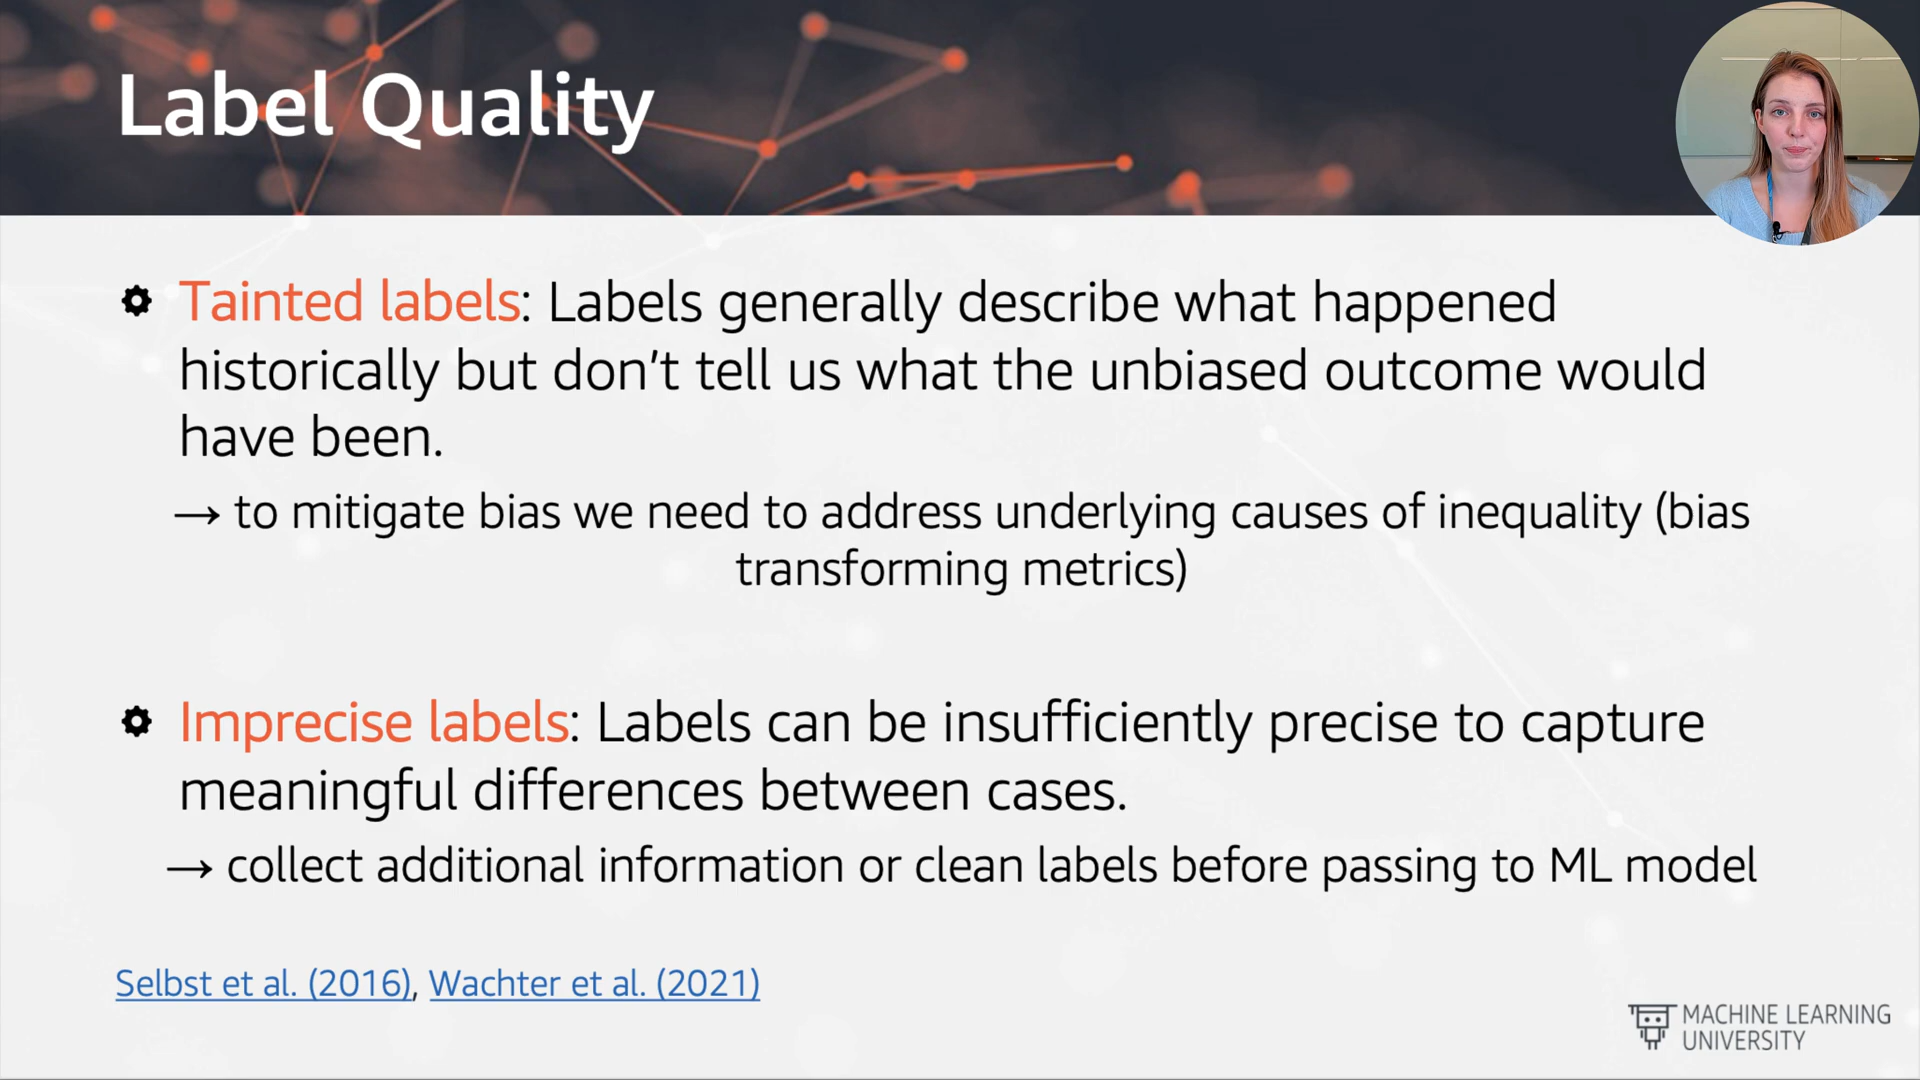 Label Quality
Tainted labels: Labels generally describe what happened
historically but don't tell us what the unbiased outcome would
have been.
→ to mitigate bias we need to address underlying causes of inequality (bias
transforming metrics)
Imprecise labels: Labels can be insufficiently precise to capture
meaningful differences between cases.
→ collect additional information or clean labels before passing to ML model
Selbst et al. (2016), Wachter et al. (2021)
MACHINE LEARNING
UNIVERSITY